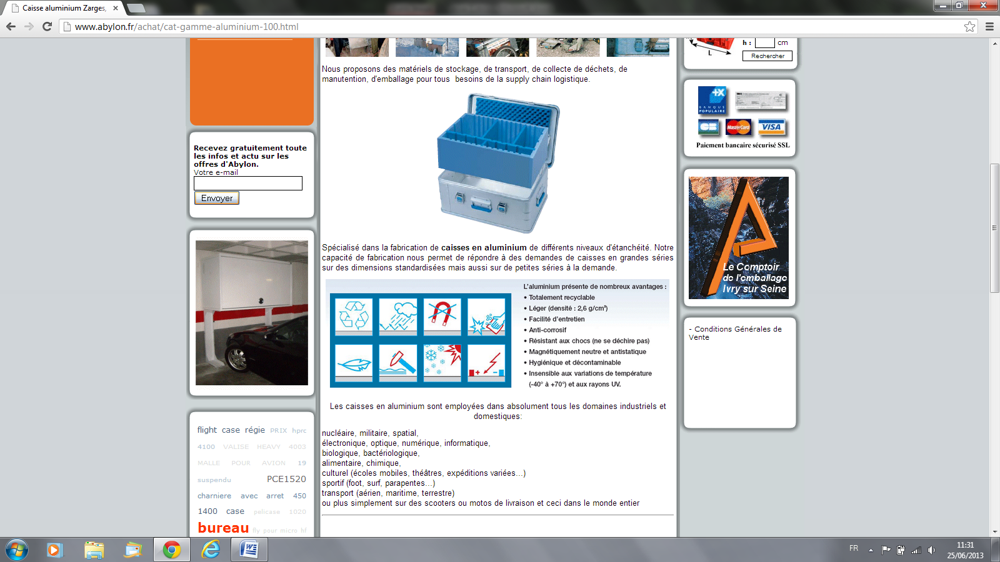 Caisse aluminium Zarges,
www.abylon.fr/achat/cat-gamme-aluminium-100.html
Nous proposons des matériels de stockage, de transport, de collecte de déchets, de
manutention, d'emballage pour tous besoins de la supply chain logistique.
Spécialisé dans la fabrication de caisses en aluminium de différents niveaux d'étanchéité. Notre
capacité de fabrication nous permet de répondre à des demandes de caisses en grandes séries
sur des dimensions standardisées mais aussi sur de petites séries à la demande.
L'aluminium présente de nombreux avantages :
• Totalement recyclable
• Léger (densité : 2,6 g/cm³)
• Facilité d'entretien
• Anti-corrosif
• Résistant aux chocs (ne se déchire pas)
• Magnétiquement neutre et antistatique
• Hygiénique et décontaminable
• Insensible aux variations de température
(-40° à +70°) et aux rayons UV.
Les caisses en aluminium sont employées dans absolument tous les domaines industriels et
domestiques:
nucléaire, militaire, spatial,
électronique, optique, numérique, informatique,
biologique, bactériologique,
alimentaire, chimique,
culturel (écoles mobiles, théâtres, expéditions variées...)
sportif (foot, surf, parapentes...)
transport (aérien, maritime, terrestre)
ou plus simplement sur des scooters ou motos de livraison et ceci dans le monde entier
Recevez gratuitement toute
les infos et actu sur les
offres d'Abylon.
Votre e-mail
Envoyer
flight case régie PRIX hprc
4100 VALISE HEAVY 4003
MALLE POUR AVION 19
suspendu PCE1520
charniere avec arret 450
1400 case pelicase 1020
bureau fly pour micro hf
L
h : cm
Rechercher
+X
BANQUE
POPULAIRE
CB MasterCard VISA
Paiement bancaire sécurisé SSL
Le Comptoir
de l'emballage
Ivry sur Seine
- Conditions Générales de
Vente
FR
11:31
25/06/2013